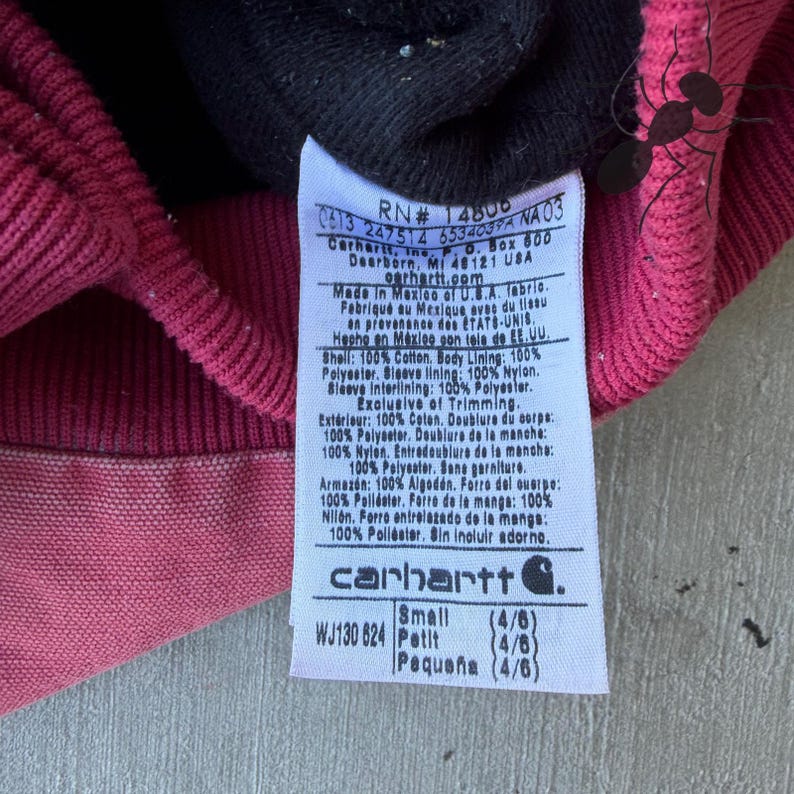 RN# 14806
0613 247514 6534039A NA03
Carhartt, Inc. P. O. Box 600
Dearborn, MI 48121 USA
carhartt.com
Made in Mexico of U.S.A. fabric.
Fabriqué au Mexique avec du tissu
en provenance des ÉTATS-UNIS.
Hecho en México con tela de EE.UU.
Shell: 100% Cotton. Body Lining: 100%
Polyester. Sleeve lining: 100% Nylon.
Sleeve interlining: 100% Polyester.
Exclusive of Trimming.
Extérieur: 100% Coton. Doublure du corps:
100% Polyester. Doublure de la manche:
100% Nylon. Entredoublure de la manche:
100% Polyester. Sans garniture.
Armazón: 100% Algodón. Forro del cuerpo:
100% Poliéster. Forro de la manga: 100%
Nilón. Forro entrelazado de la manga:
100% Poliéster. Sin incluir adorno.
carhartt
WJ130 624
Small (4/6)
Petit (4/6)
Pequeña (4/6)